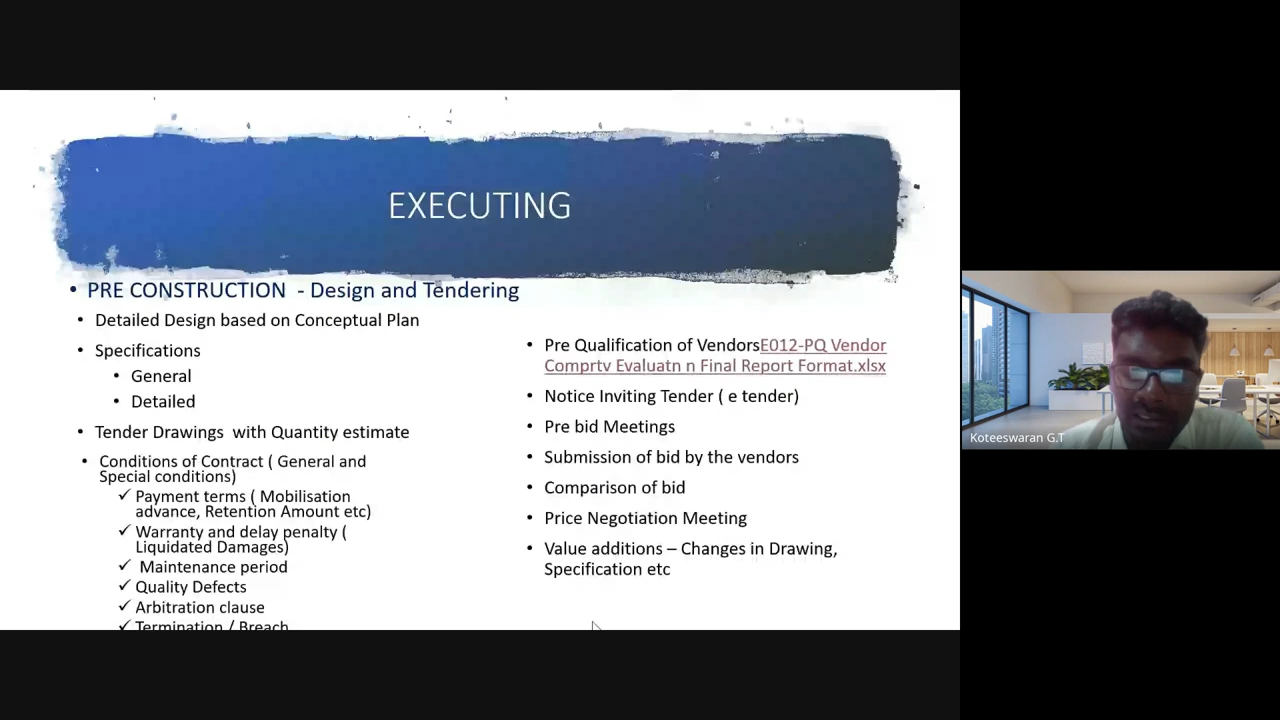 EXECUTING
PRE CONSTRUCTION - Design and Tendering
Detailed Design based on Conceptual Plan
Specifications
General
Detailed
Tender Drawings with Quantity estimate
Conditions of Contract ( General and
Special conditions)
Payment terms ( Mobilisation
advance, Retention Amount etc)
Warranty and delay penalty (
Liquidated Damages)
Maintenance period
Quality Defects
Arbitration clause
Termination / Breach
Pre Qualification of VendorsE012-PQ Vendor
Comprtv Evaluatn n Final Report Format.xlsx
Notice Inviting Tender ( e tender)
Pre bid Meetings
Submission of bid by the vendors
Comparison of bid
Price Negotiation Meeting
Value additions – Changes in Drawing,
Specification etc
Koteeswaran G.T